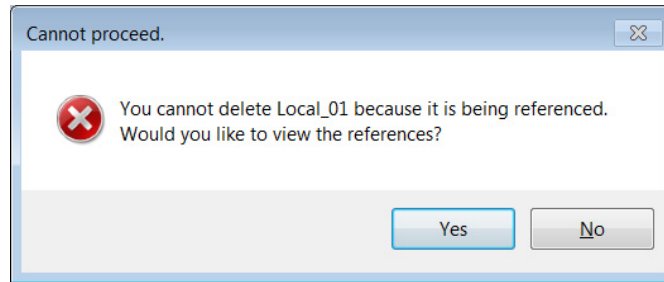 Cannot proceed.
You cannot delete Local_01 because it is being referenced.
Would you like to view the references?
Yes
No